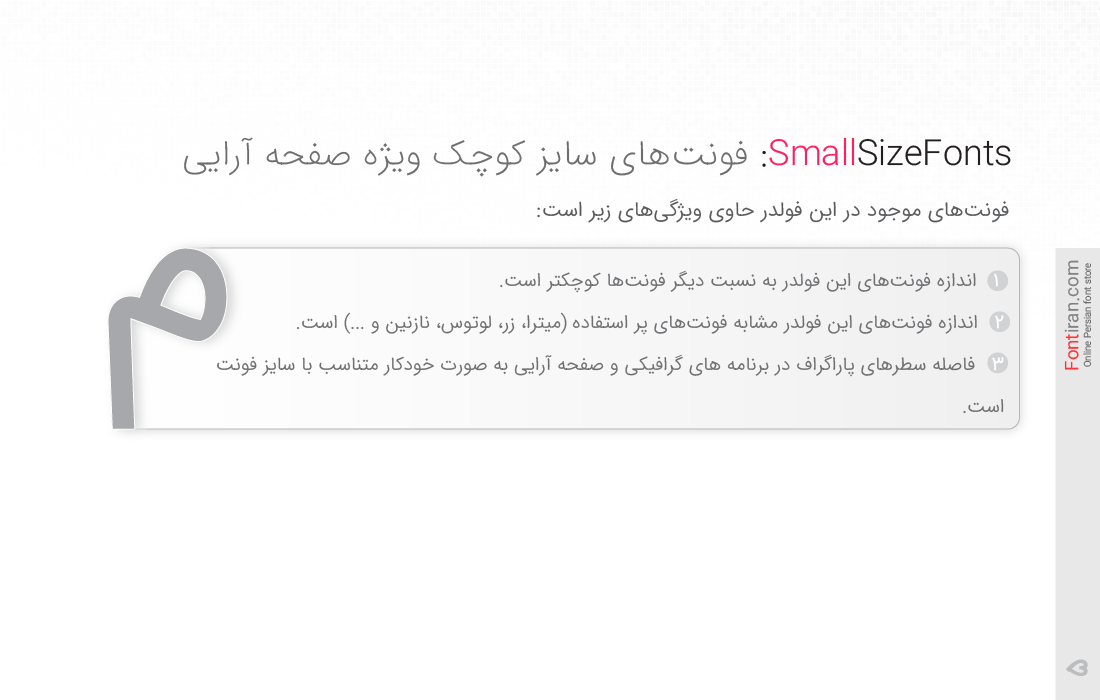 SmallSizeFonts: فونت‌های سایز کوچک ویژه صفحه آرایی
فونت‌های موجود در این فولدر حاوی ویژگی‌های زیر است:
۱ اندازه فونت‌های این فولدر به نسبت دیگر فونت‌ها کوچکتر است.
۲ اندازه فونت‌های این فولدر مشابه فونت‌های پر استفاده (میترا، زر، لوتوس، نازنین و ...) است.
۳ فاصله سطرهای پاراگراف در برنامه های گرافیکی و صفحه آرایی به صورت خودکار متناسب با سایز فونت
است.
م
Fontiran.com
Online Persian font store
۵